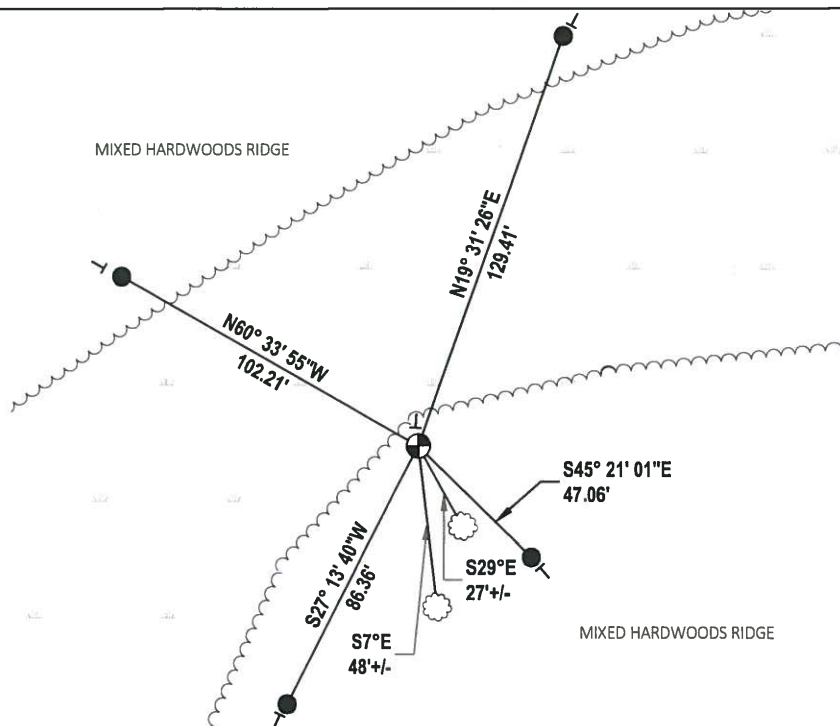 MIXED HARDWOODS RIDGE
N19° 31' 26"E
129.41'
N60° 33' 55"W
102.21'
S45° 21' 01"E
47.06'
S27° 13' 40"W
86.36'
S29°E
27'+/-
S7°E
48'+/-
MIXED HARDWOODS RIDGE